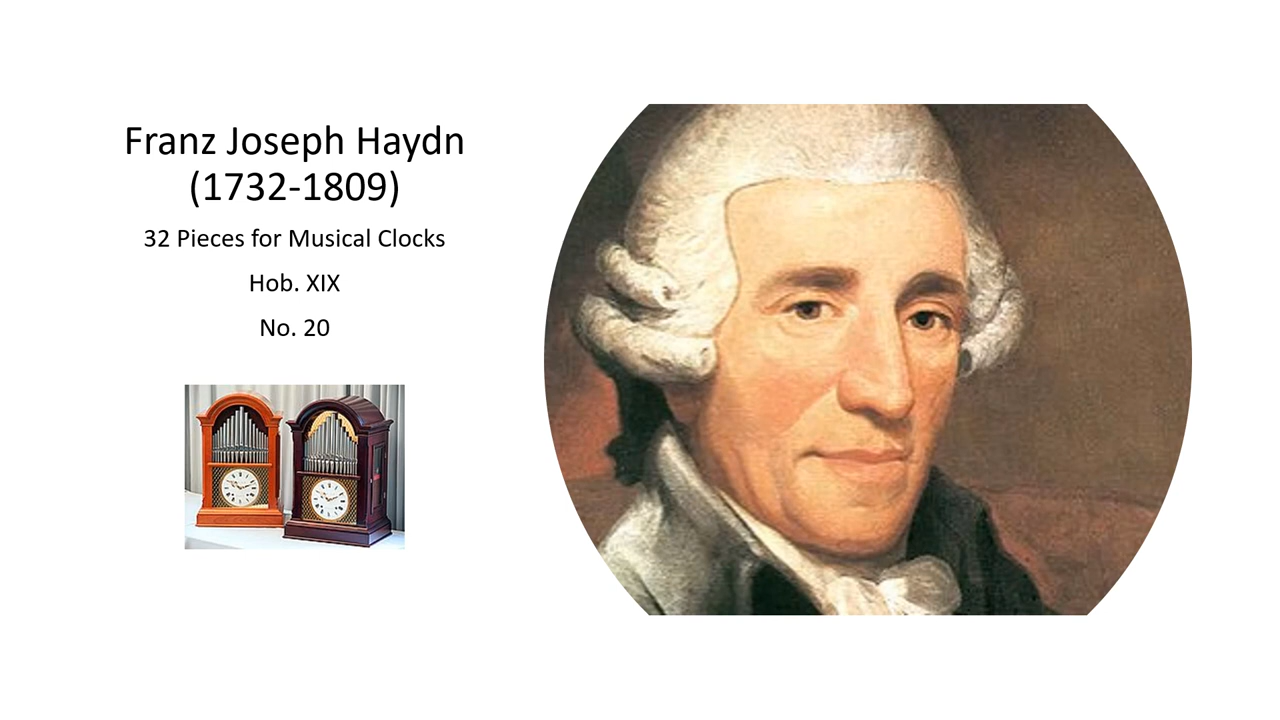 Franz Joseph Haydn
(1732-1809)
32 Pieces for Musical Clocks
Hob. XIX
No. 20